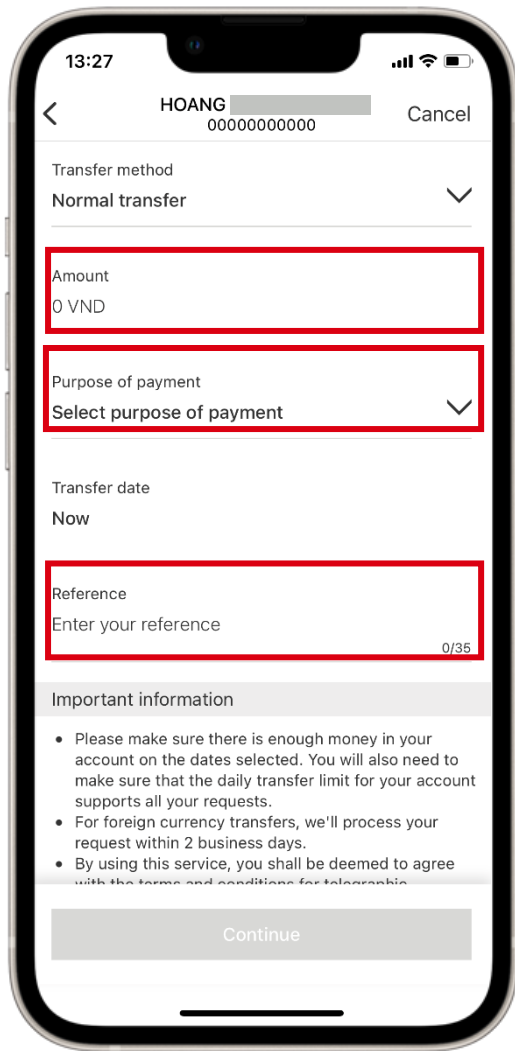 13:27
HOANG
00000000000
Cancel
Transfer method
Normal transfer
Amount
0 VND
Purpose of payment
Select purpose of payment
Transfer date
Now
Reference
Enter your reference
0/35
Important information
• Please make sure there is enough money in your
account on the dates selected. You will also need to
make sure that the daily transfer limit for your account
supports all your requests.
• For foreign currency transfers, we'll process your
request within 2 business days.
• By using this service, you shall be deemed to agree
with the terms and conditions for telegraphic
Continue